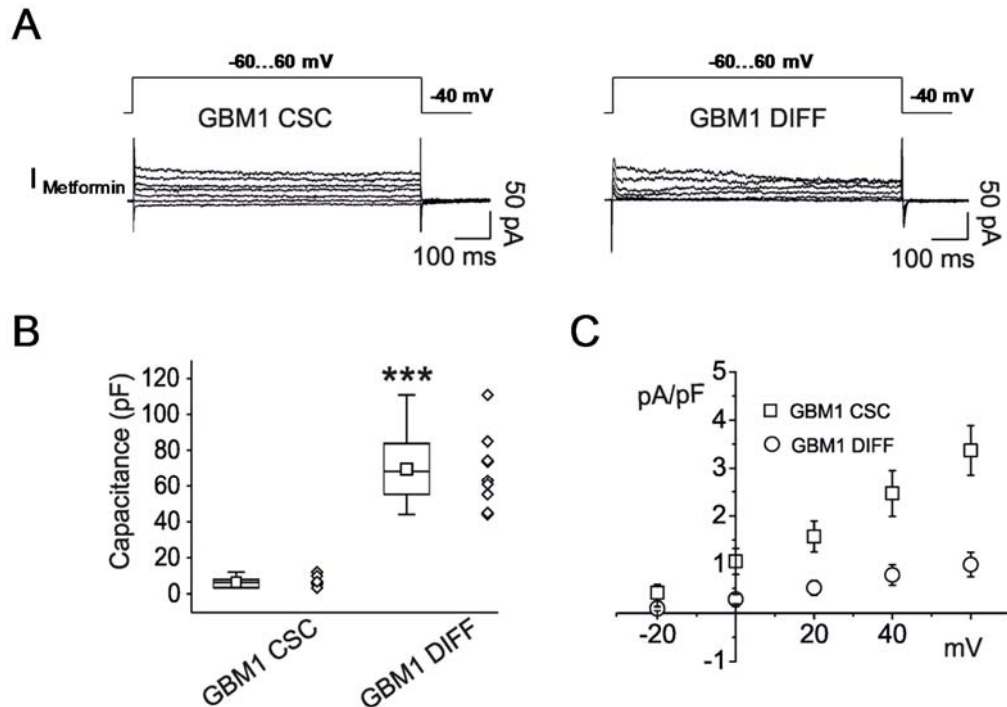 A
-60...60 mV
-40 mV
GBM1 CSC
I Metformin
50 pA
100 ms
-60...60 mV
-40 mV
GBM1 DIFF
50 pA
100 ms
B
Capacitance (pF)
120
100
80
60
40
20
0
***
GBM1 CSC
GBM1 DIFF
C
pA/pF
5
4
3
2
1
-1
-20
20
40
mV
GBM1 CSC
GBM1 DIFF